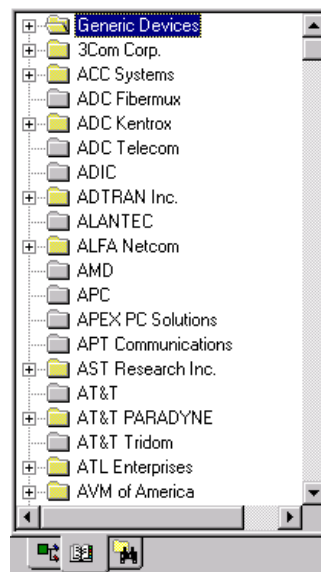 Generic Devices
3Com Corp.
ACC Systems
ADC Fibermux
ADC Kentrox
ADC Telecom
ADIC
ADTRAN Inc.
ALANTEC
ALFA Netcom
AMD
APC
APEX PC Solutions
APT Communications
AST Research Inc.
AT&T
AT&T PARADYNE
AT&T Tridom
ATL Enterprises
AVM of America